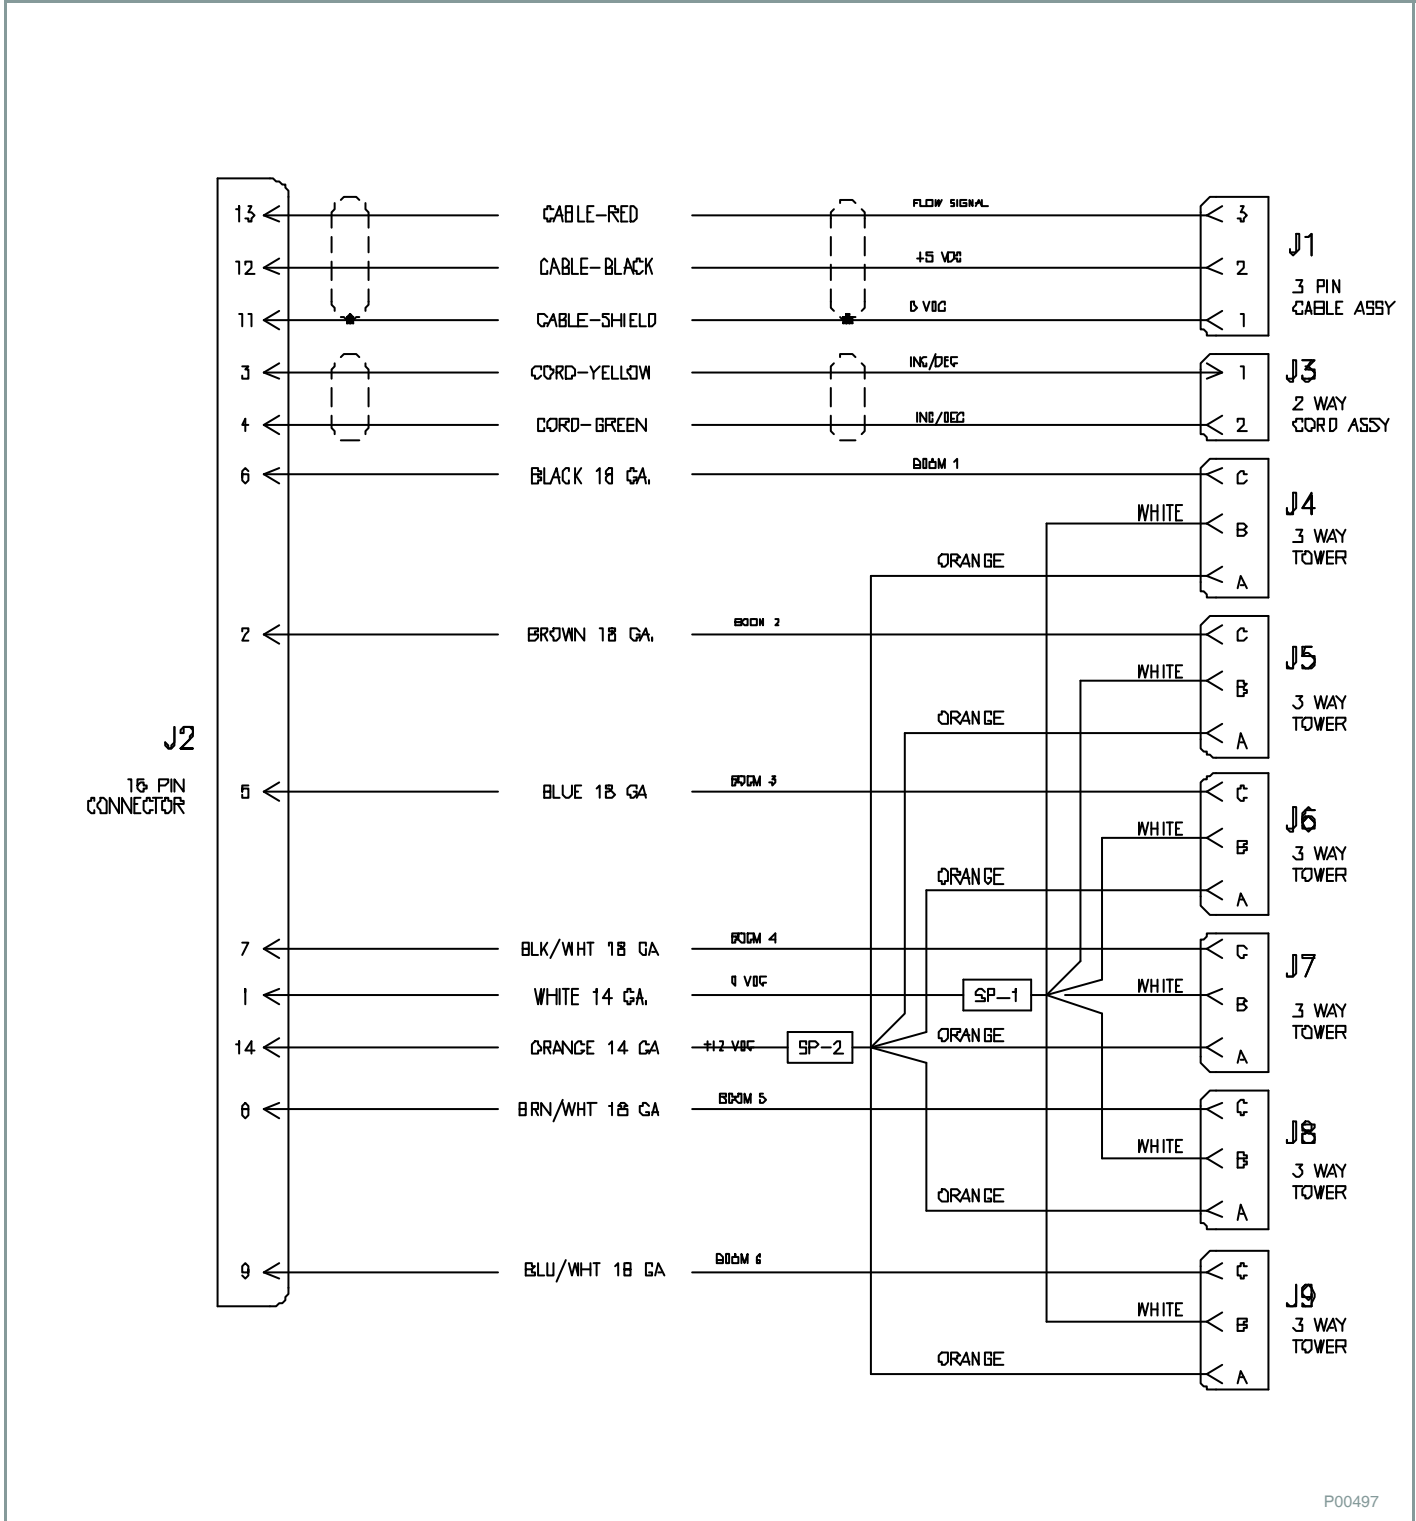 13 CABLE-RED FLOW SIGNAL 3
12 CABLE-BLACK +5 VDC 2
11 CABLE-SHIELD 0 VDC 1
J1
3 PIN
CABLE ASSY
3 CORD-YELLOW INC/DEC 1
4 CORD-GREEN INC/DEC 2
J3
2 WAY
CORD ASSY
6 BLACK 18 GA. BOOM 1 C
WHITE B
ORANGE A
J4
3 WAY
TOWER
2 BROWN 18 GA. BOOM 2 C
WHITE B
ORANGE A
J5
3 WAY
TOWER
J2
16 PIN
CONNECTOR
5 BLUE 18 GA BOOM 3 C
WHITE B
ORANGE A
J6
3 WAY
TOWER
7 BLK/WHT 18 GA BOOM 4 C
1 WHITE 14 GA. 0 VDC SP-1 WHITE B
14 ORANGE 14 GA +12 VDC SP-2 ORANGE A
J7
3 WAY
TOWER
8 BRN/WHT 18 GA BOOM 5 C
WHITE B
ORANGE A
J8
3 WAY
TOWER
9 BLU/WHT 18 GA BOOM 6 C
WHITE B
ORANGE A
J9
3 WAY
TOWER
P00497